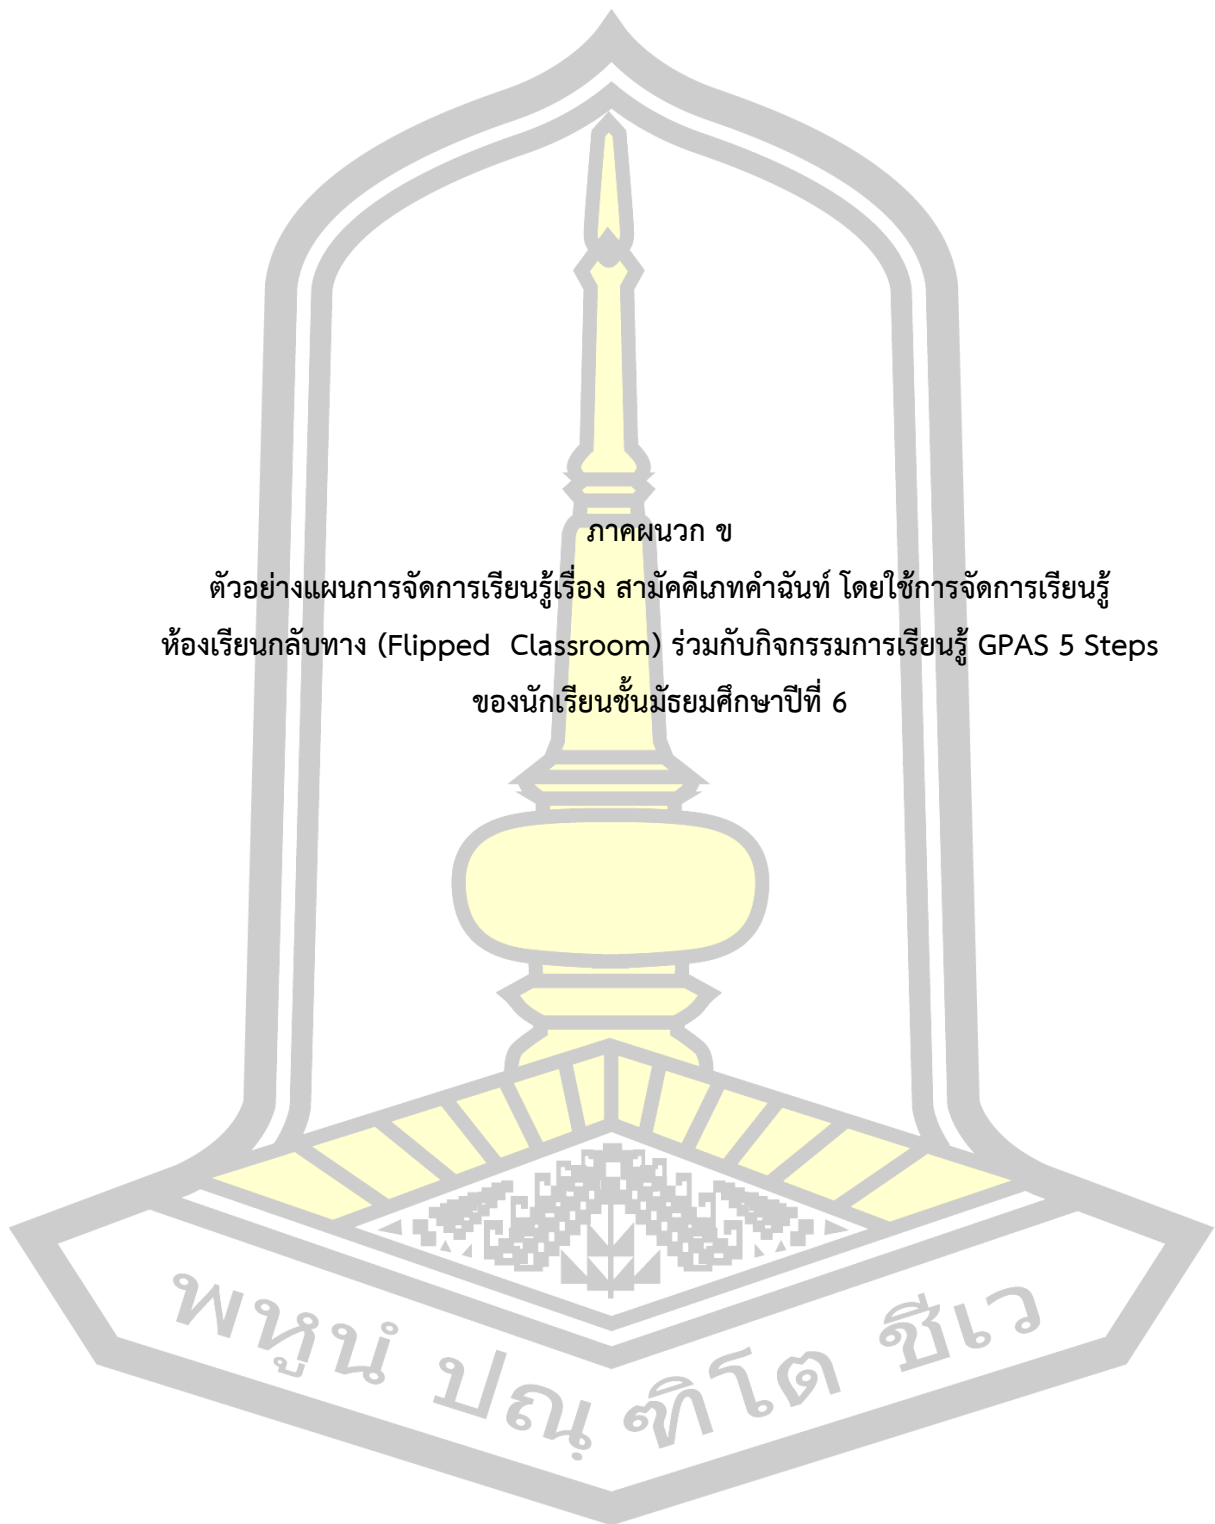 ภาคผนวก ข
ตัวอย่างแผนการจัดการเรียนรู้เรื่อง สามัคคีเภทคำฉันท์ โดยใช้การจัดการเรียนรู้
ห้องเรียนกลับทาง (Flipped Classroom) ร่วมกับกิจกรรมการเรียนรู้ GPAS 5 Steps
ของนักเรียนชั้นมัธยมศึกษาปีที่ 6
พหูนํ ปณฺ ฑิโต ชีเว